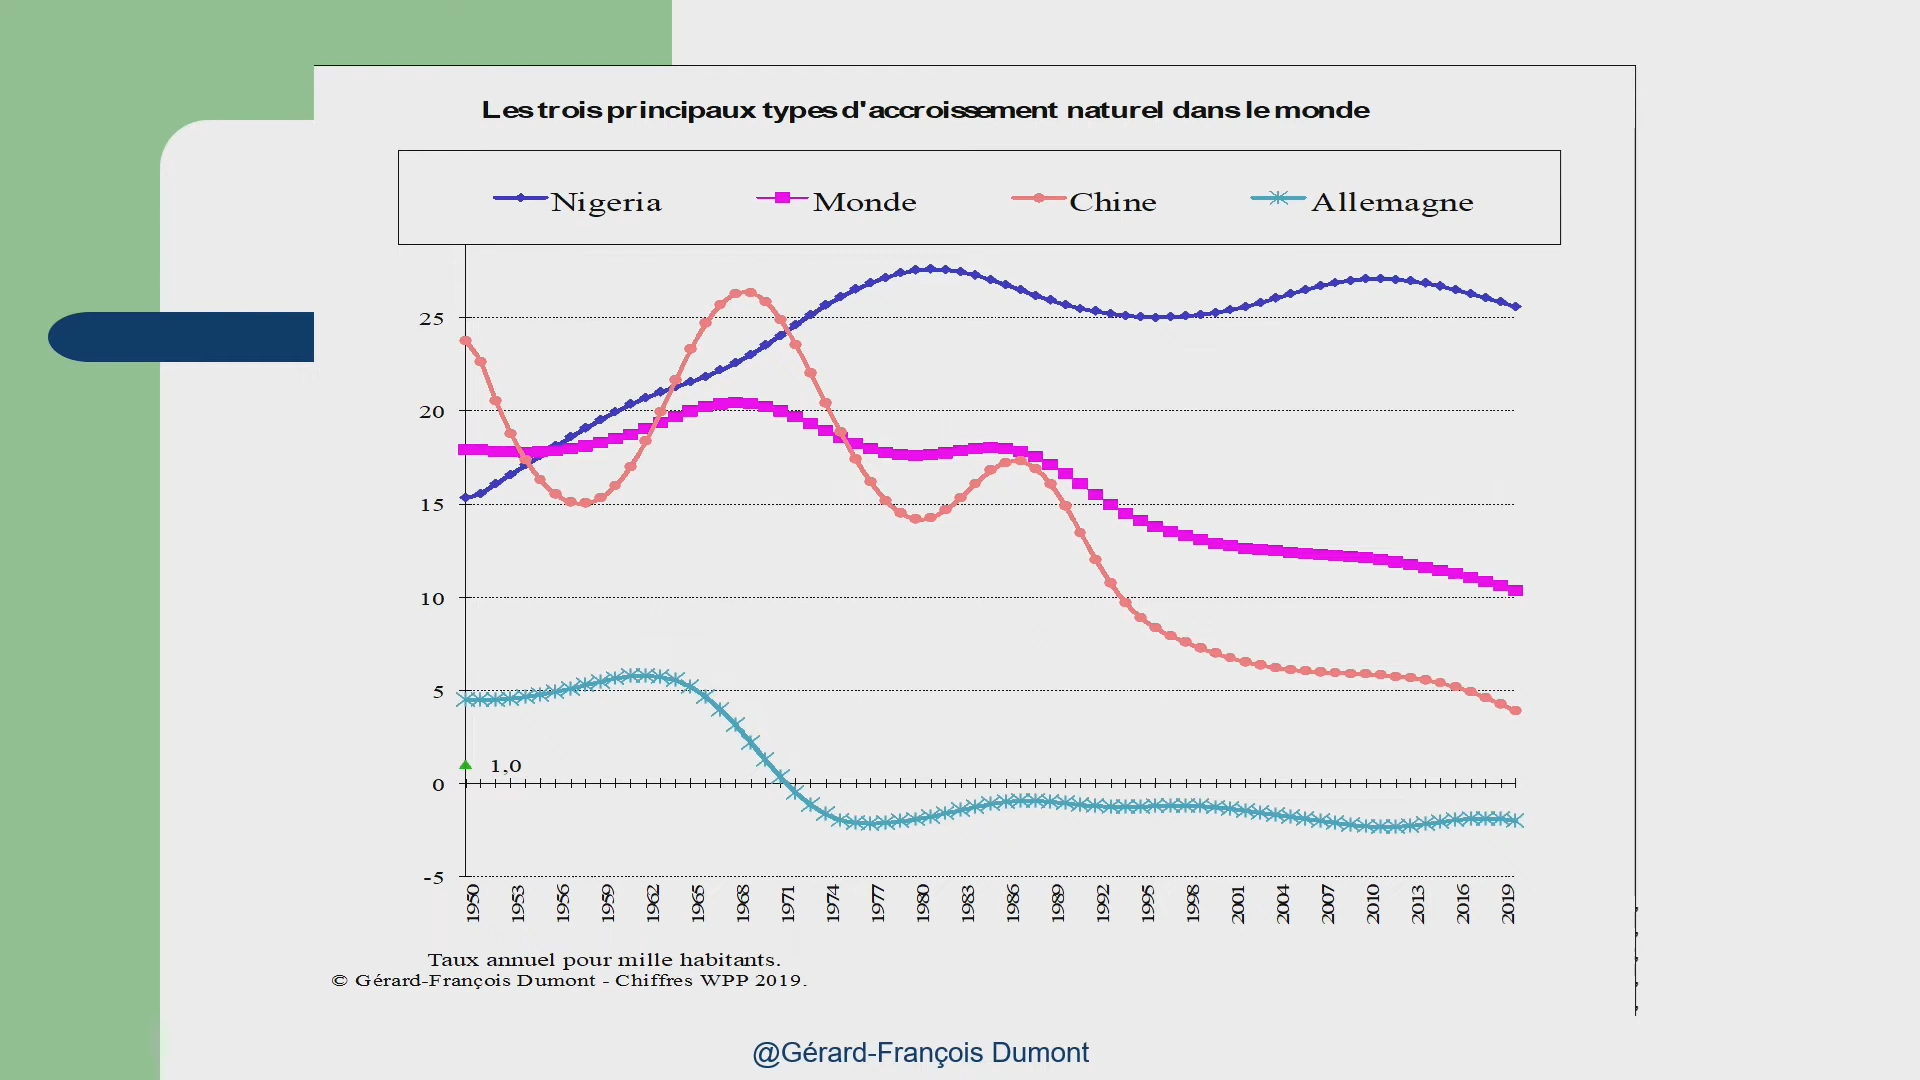 Les trois principaux types d'accroissement naturel dans le monde
Nigeria Monde Chine Allemagne
25
20
15
10
5
1,0
0
-5
1950 1953 1956 1959 1962 1965 1968 1971 1974 1977 1980 1983 1986 1989 1992 1995 1998 2001 2004 2007 2010 2013 2016 2019
Taux annuel pour mille habitants.
© Gérard-François Dumont - Chiffres WPP 2019.
@Gérard-François Dumont